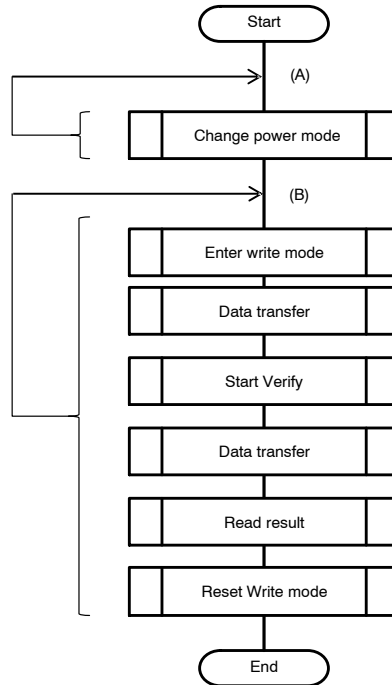 Start
(A)
Change power mode
(B)
Enter write mode
Data transfer
Start Verify
Data transfer
Read result
Reset Write mode
End